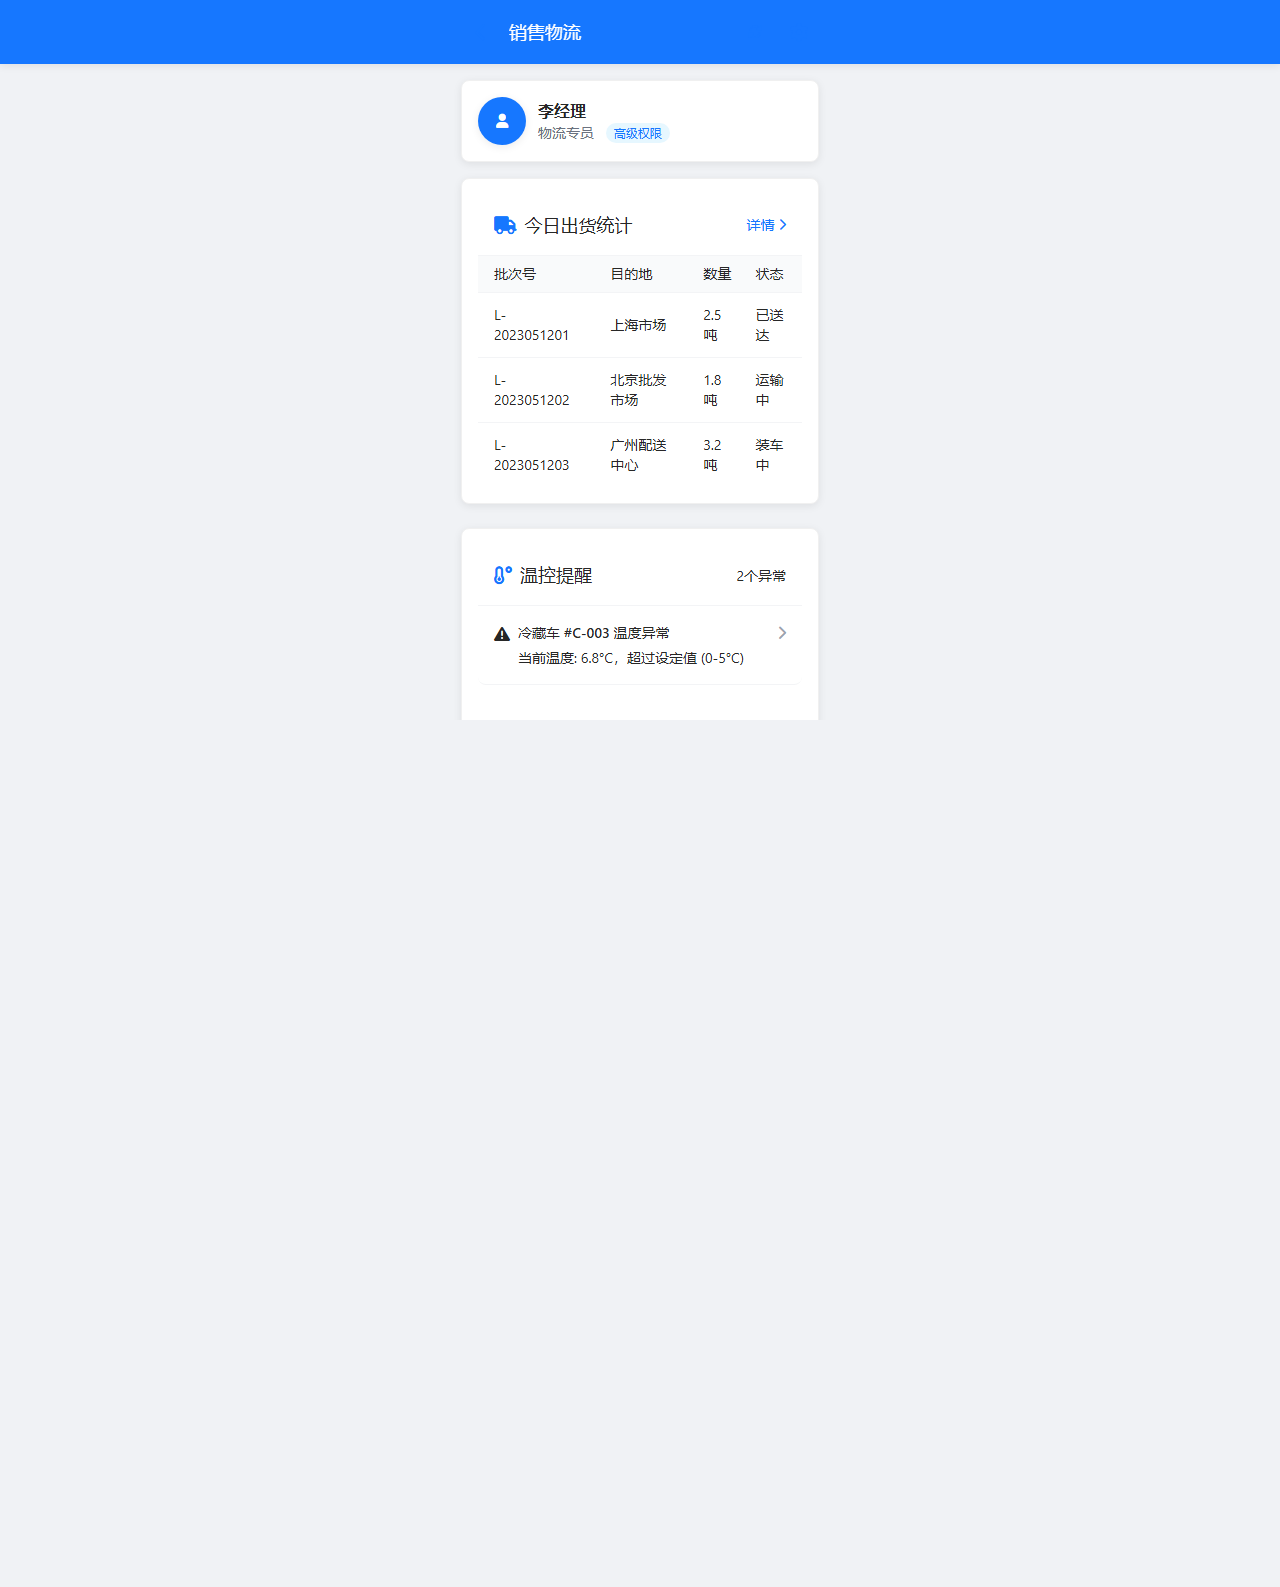 销售物流
李经理
物流专员 高级权限
今日出货统计 详情
批次号 目的地 数量 状态
L-2023051201 上海市场 2.5吨 已送达
L-2023051202 北京批发市场 1.8吨 运输中
L-2023051203 广州配送中心 3.2吨 装车中
温控提醒 2个异常
冷藏车 #C-003 温度异常
当前温度: 6.8°C，超过设定值 (0-5°C)